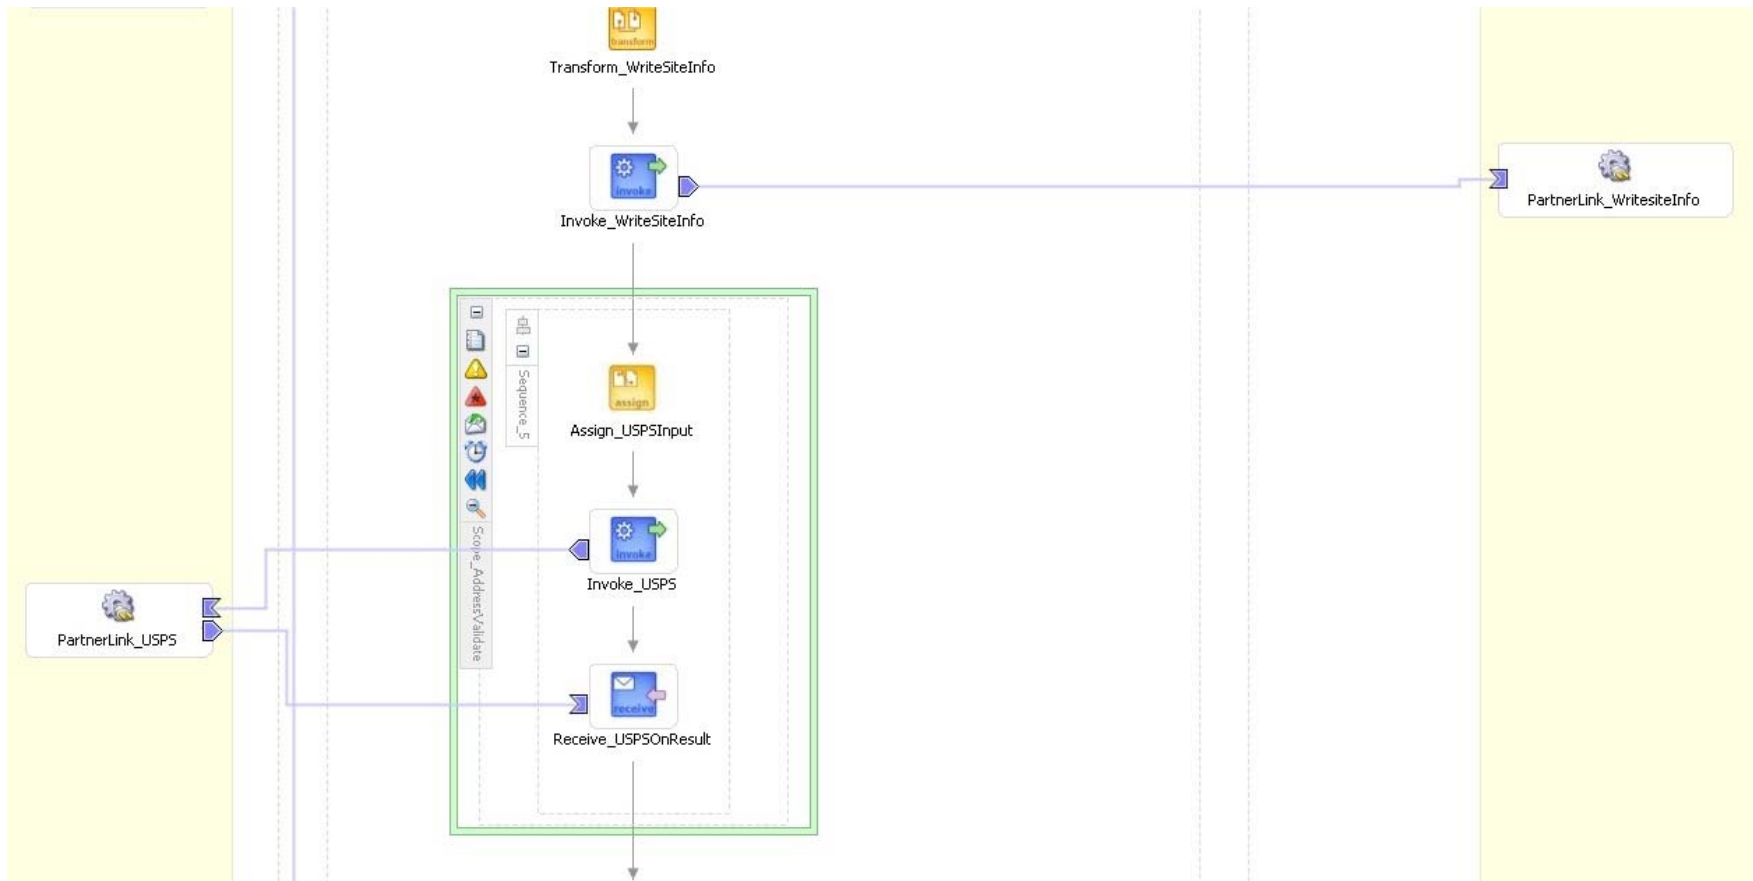 transform
Transform_WriteSiteInfo
invoke
Invoke_WriteSiteInfo
PartnerLink_WritesiteInfo
Sequence_5
assign
Assign_USPSInput
Scope_AddressValidate
invoke
Invoke_USPS
PartnerLink_USPS
receive
Receive_USPSOnResult